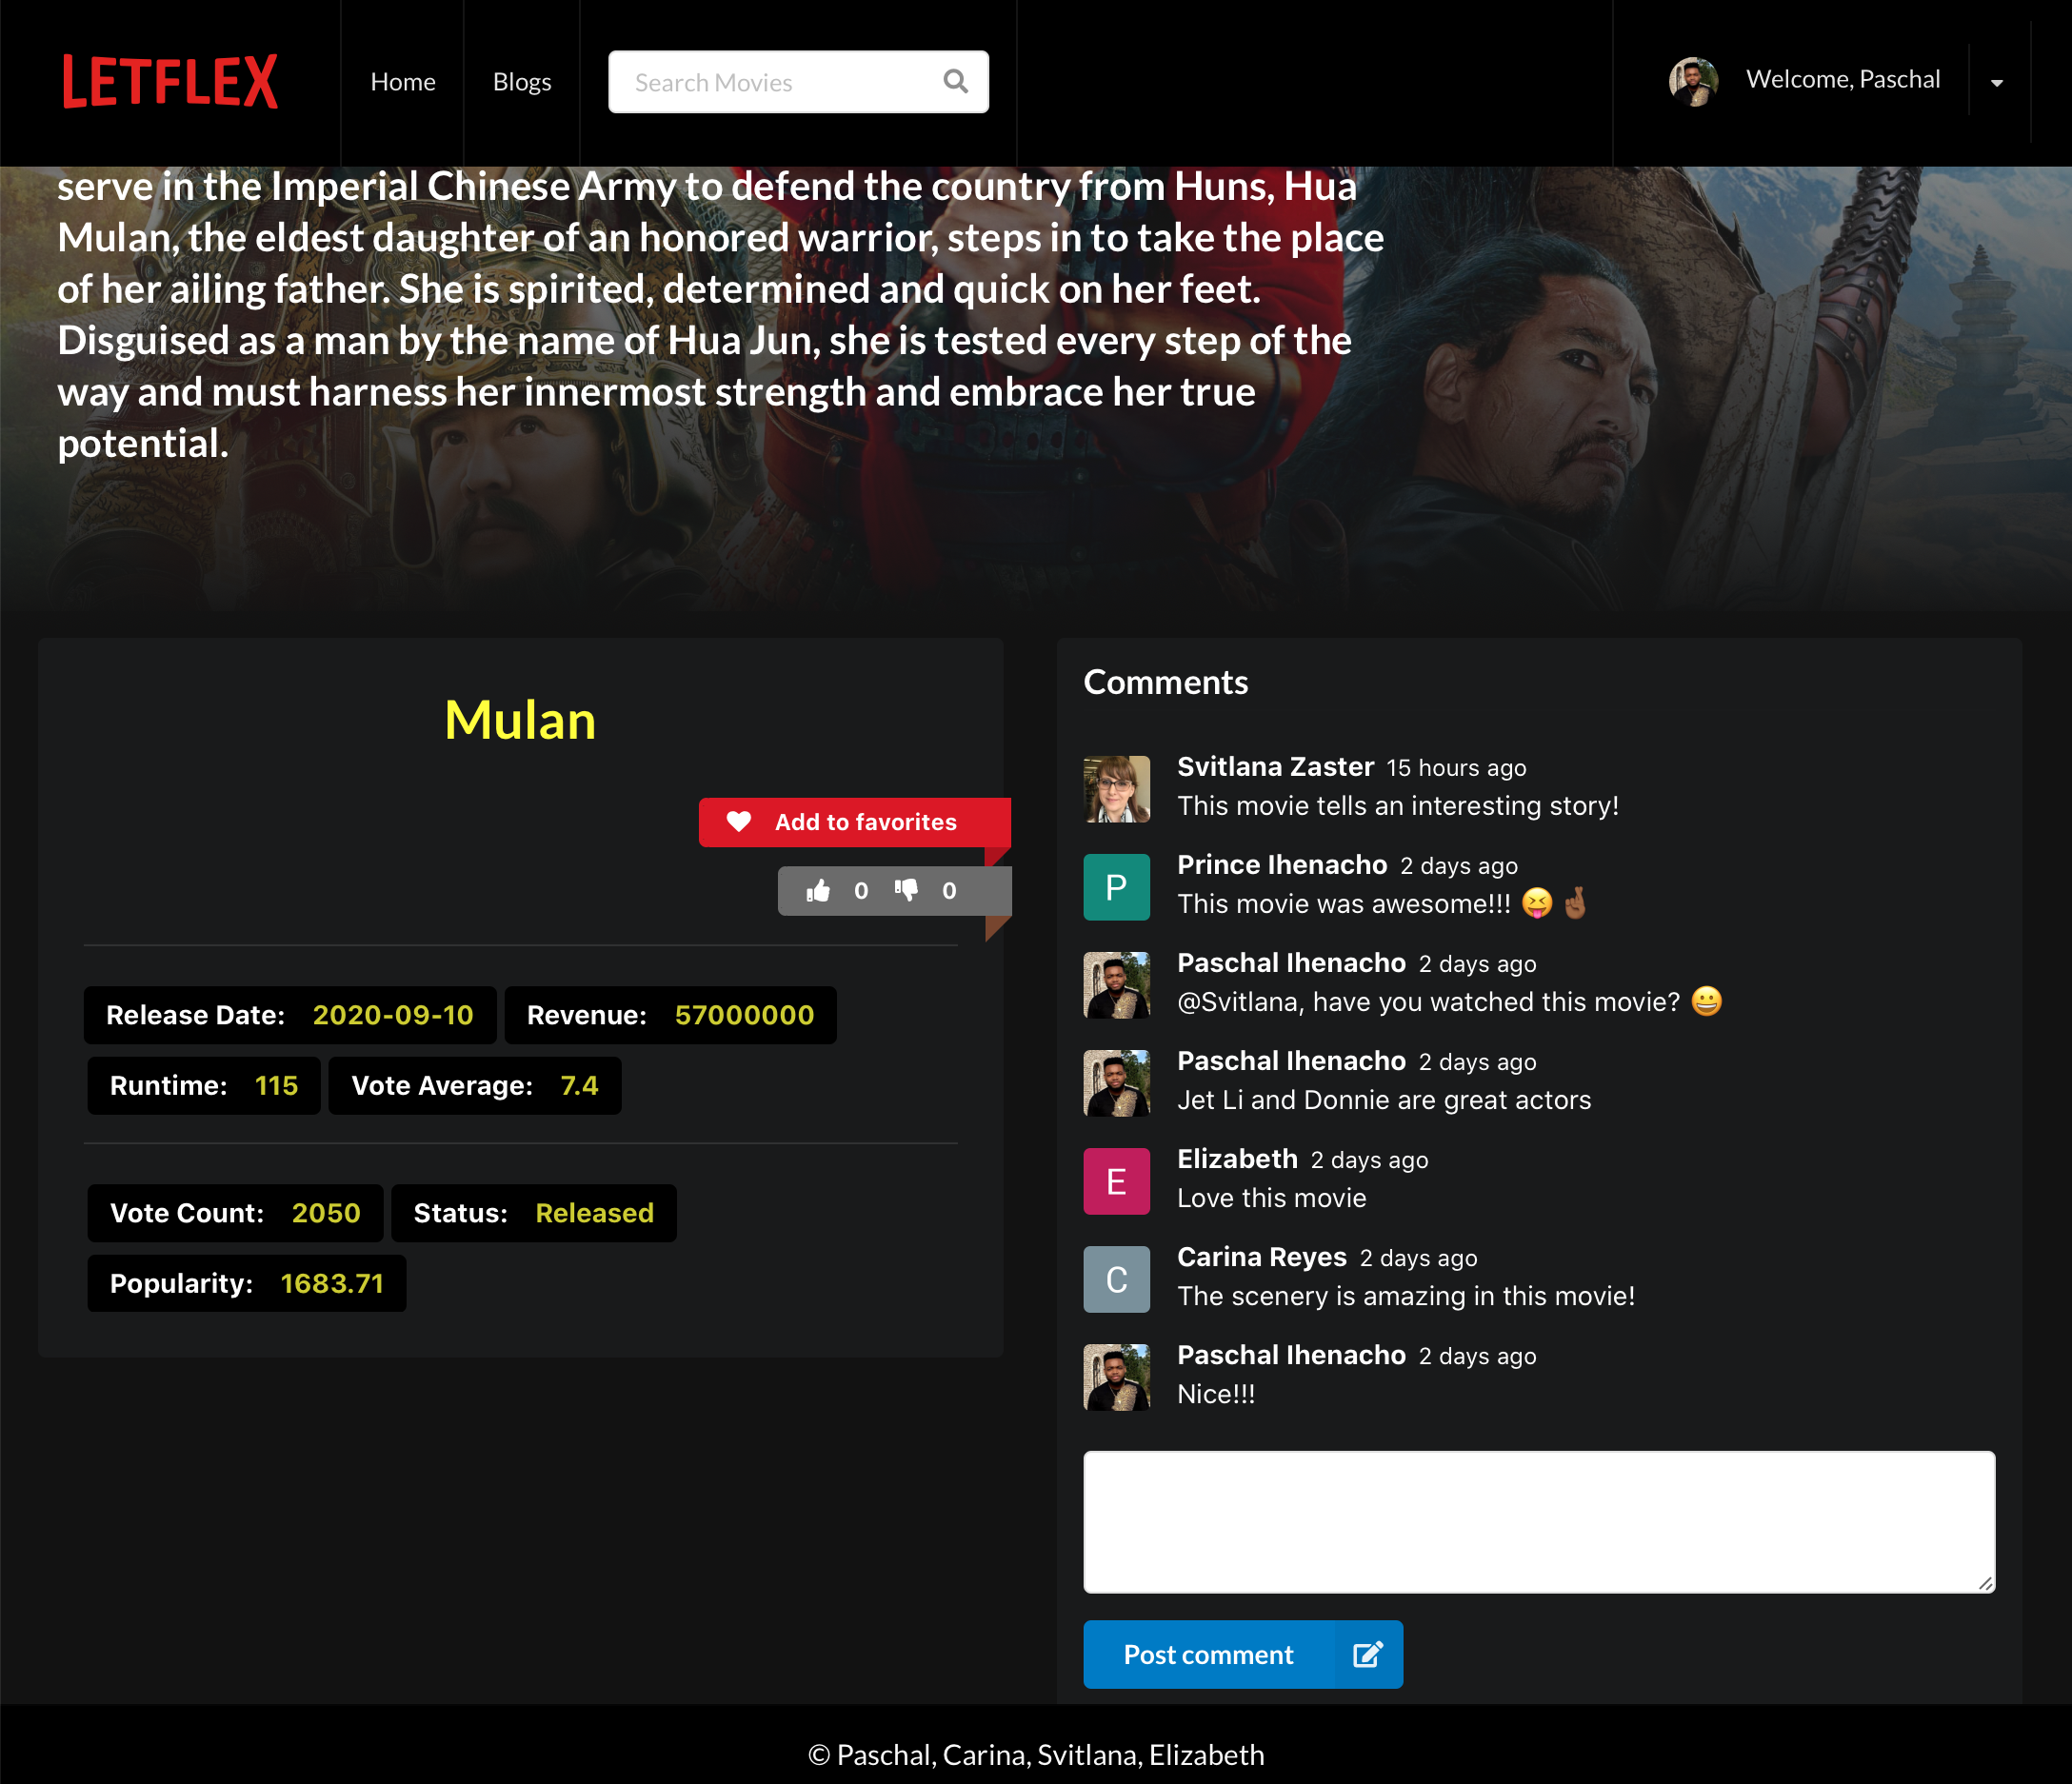 LETFLEX
Home
Blogs
Search Movies
Welcome, Paschal
serve in the Imperial Chinese Army to defend the country from Huns, Hua
Mulan, the eldest daughter of an honored warrior, steps in to take the place
of her ailing father. She is spirited, determined and quick on her feet.
Disguised as a man by the name of Hua Jun, she is tested every step of the
way and must harness her innermost strength and embrace her true
potential.
Mulan
Add to favorites
0 0
Release Date: 2020-09-10 Revenue: 57000000
Runtime: 115 Vote Average: 7.4
Vote Count: 2050 Status: Released
Popularity: 1683.71
Comments
Svitlana Zaster 15 hours ago
This movie tells an interesting story!
P
Prince Ihenacho 2 days ago
This movie was awesome!!! 😝 🤞🏾
Paschal Ihenacho 2 days ago
@Svitlana, have you watched this movie? 😀
Paschal Ihenacho 2 days ago
Jet Li and Donnie are great actors
E
Elizabeth 2 days ago
Love this movie
C
Carina Reyes 2 days ago
The scenery is amazing in this movie!
Paschal Ihenacho 2 days ago
Nice!!!
Post comment
© Paschal, Carina, Svitlana, Elizabeth